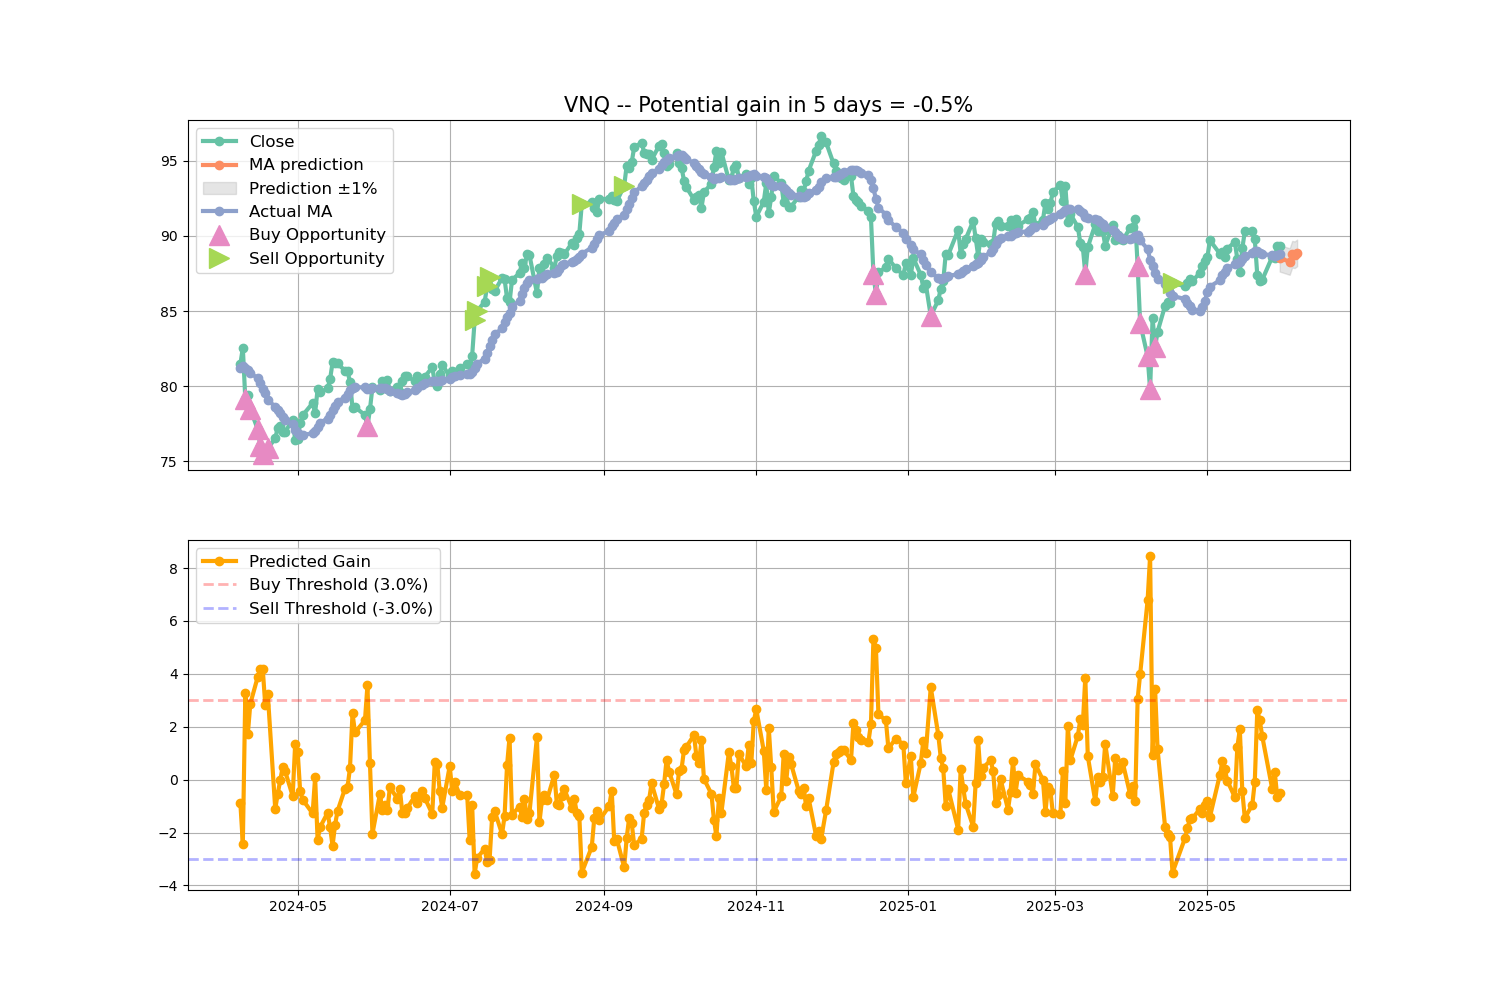 VNQ -- Potential gain in 5 days = -0.5%
Close
MA prediction
Prediction ±1%
Actual MA
Buy Opportunity
Sell Opportunity
95
90
85
80
75
Predicted Gain
Buy Threshold (3.0%)
Sell Threshold (-3.0%)
8
6
4
2
0
−2
−4
2024-05 2024-07 2024-09 2024-11 2025-01 2025-03 2025-05